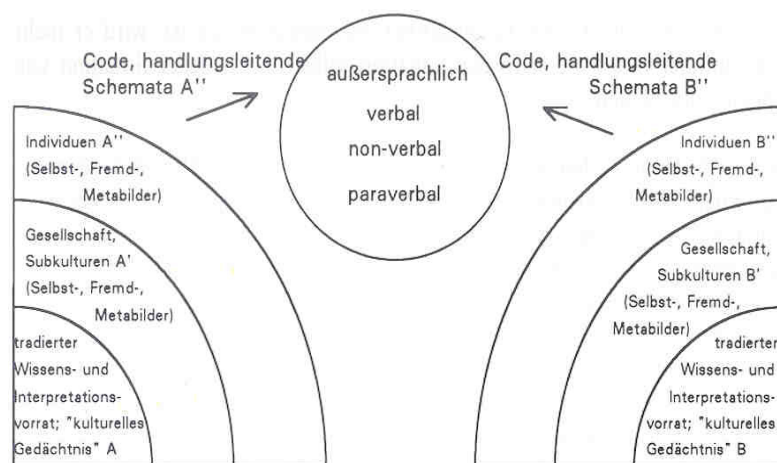 Code, handlungsleitende
Schemata A''
außersprachlich
verbal
non-verbal
paraverbal
Code, handlungsleitende
Schemata B''
Individuen A''
(Selbst-, Fremd-,
Metabilder)
Gesellschaft,
Subkulturen A'
(Selbst-, Fremd-,
Metabilder)
tradierter
Wissens- und
Interpretations-
vorrat; "kulturelles
Gedächtnis" A
Individuen B''
(Selbst-, Fremd-,
Metabilder)
Gesellschaft,
Subkulturen B'
(Selbst-, Fremd-,
Metabilder)
tradierter
Wissens- und
Interpretations-
vorrat; "kulturelles
Gedächtnis" B